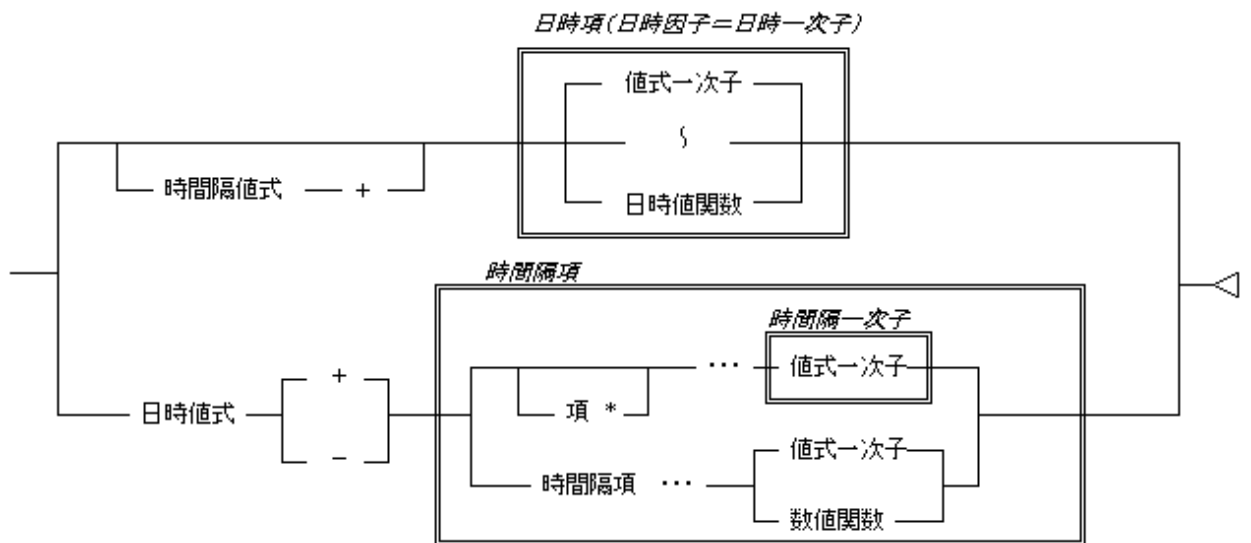 日時項(日時因子=日時一次子)
値式一次子
∫
時間隔値式 ― +
日時値関数
時間隔項
時間隔一次子
+
… 値式一次子
日時値式
項 *
-
値式一次子
時間隔項 …
数値関数